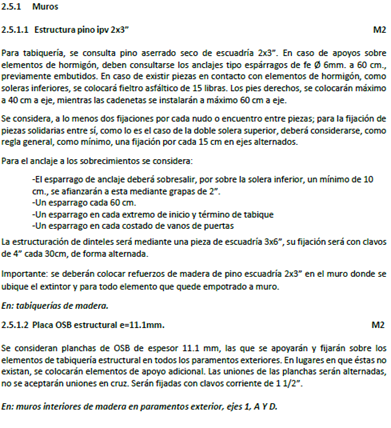 2.5.1 Muros
2.5.1.1 Estructura pino ipv 2x3" M2
Para tabiquería, se consulta pino aserrado seco de escuadría 2x3". En caso de apoyos sobre
elementos de hormigón, deben consultarse los anclajes tipo espárragos de fe Ø 6mm. a 60 cm.,
previamente embutidos. En caso de existir piezas en contacto con elementos de hormigón, como
soleras inferiores, se colocará fieltro asfáltico de 15 libras. Los pies derechos, se colocarán máximo
a 40 cm a eje, mientras las cadenetas se instalarán a máximo 60 cm a eje.
Se considera, a lo menos dos fijaciones por cada nudo o encuentro entre piezas; para la fijación de
piezas solidarias entre sí, como lo es el caso de la doble solera superior, deberá considerarse, como
regla general, como mínimo, una fijación por cada 15 cm en ejes alternados.
Para el anclaje a los sobrecimientos se considera:
-El esparrago de anclaje deberá sobresalir, por sobre la solera inferior, un mínimo de 10
cm., se afianzarán a esta mediante grapas de 2".
-Un esparrago cada 60 cm.
-Un esparrago en cada extremo de inicio y término de tabique
-Un esparrago en cada costado de vanos de puertas
La estructuración de dinteles será mediante una pieza de escuadría 3x6", su fijación será con clavos
de 4" cada 30cm, de forma alternada.
Importante: se deberán colocar refuerzos de madera de pino escuadría 2x3" en el muro donde se
ubique el extintor y para todo elemento que quede empotrado a muro.
En: tabiquerías de madera.
2.5.1.2 Placa OSB estructural e=11.1mm. M2
Se consideran planchas de OSB de espesor 11.1 mm, las que se apoyarán y fijarán sobre los
elementos de tabiquería estructural en todos los paramentos exteriores. En lugares en que éstas no
existan, se colocarán elementos de apoyo adicional. Las uniones de las planchas serán alternadas,
no se aceptarán uniones en cruz. Serán fijadas con clavos corriente de 1 1/2".
En: muros interiores de madera en paramentos exterior, ejes 1, A Y D.